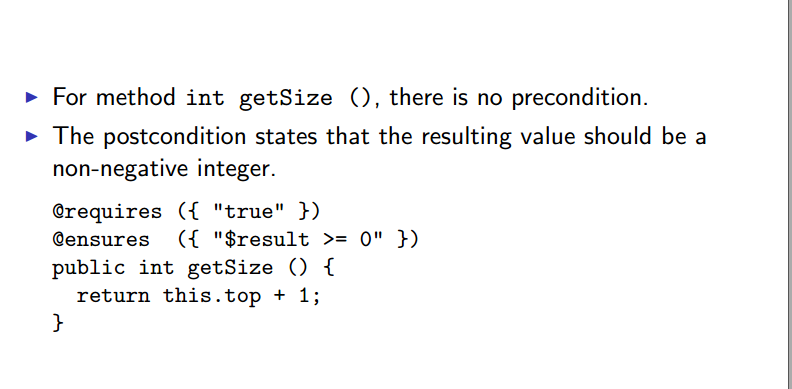 ▶ For method int getSize (), there is no precondition.
▶ The postcondition states that the resulting value should be a
non-negative integer.
@requires ({ "true" })
@ensures  ({ "$result >= 0" })
public int getSize () {
  return this.top + 1;
}